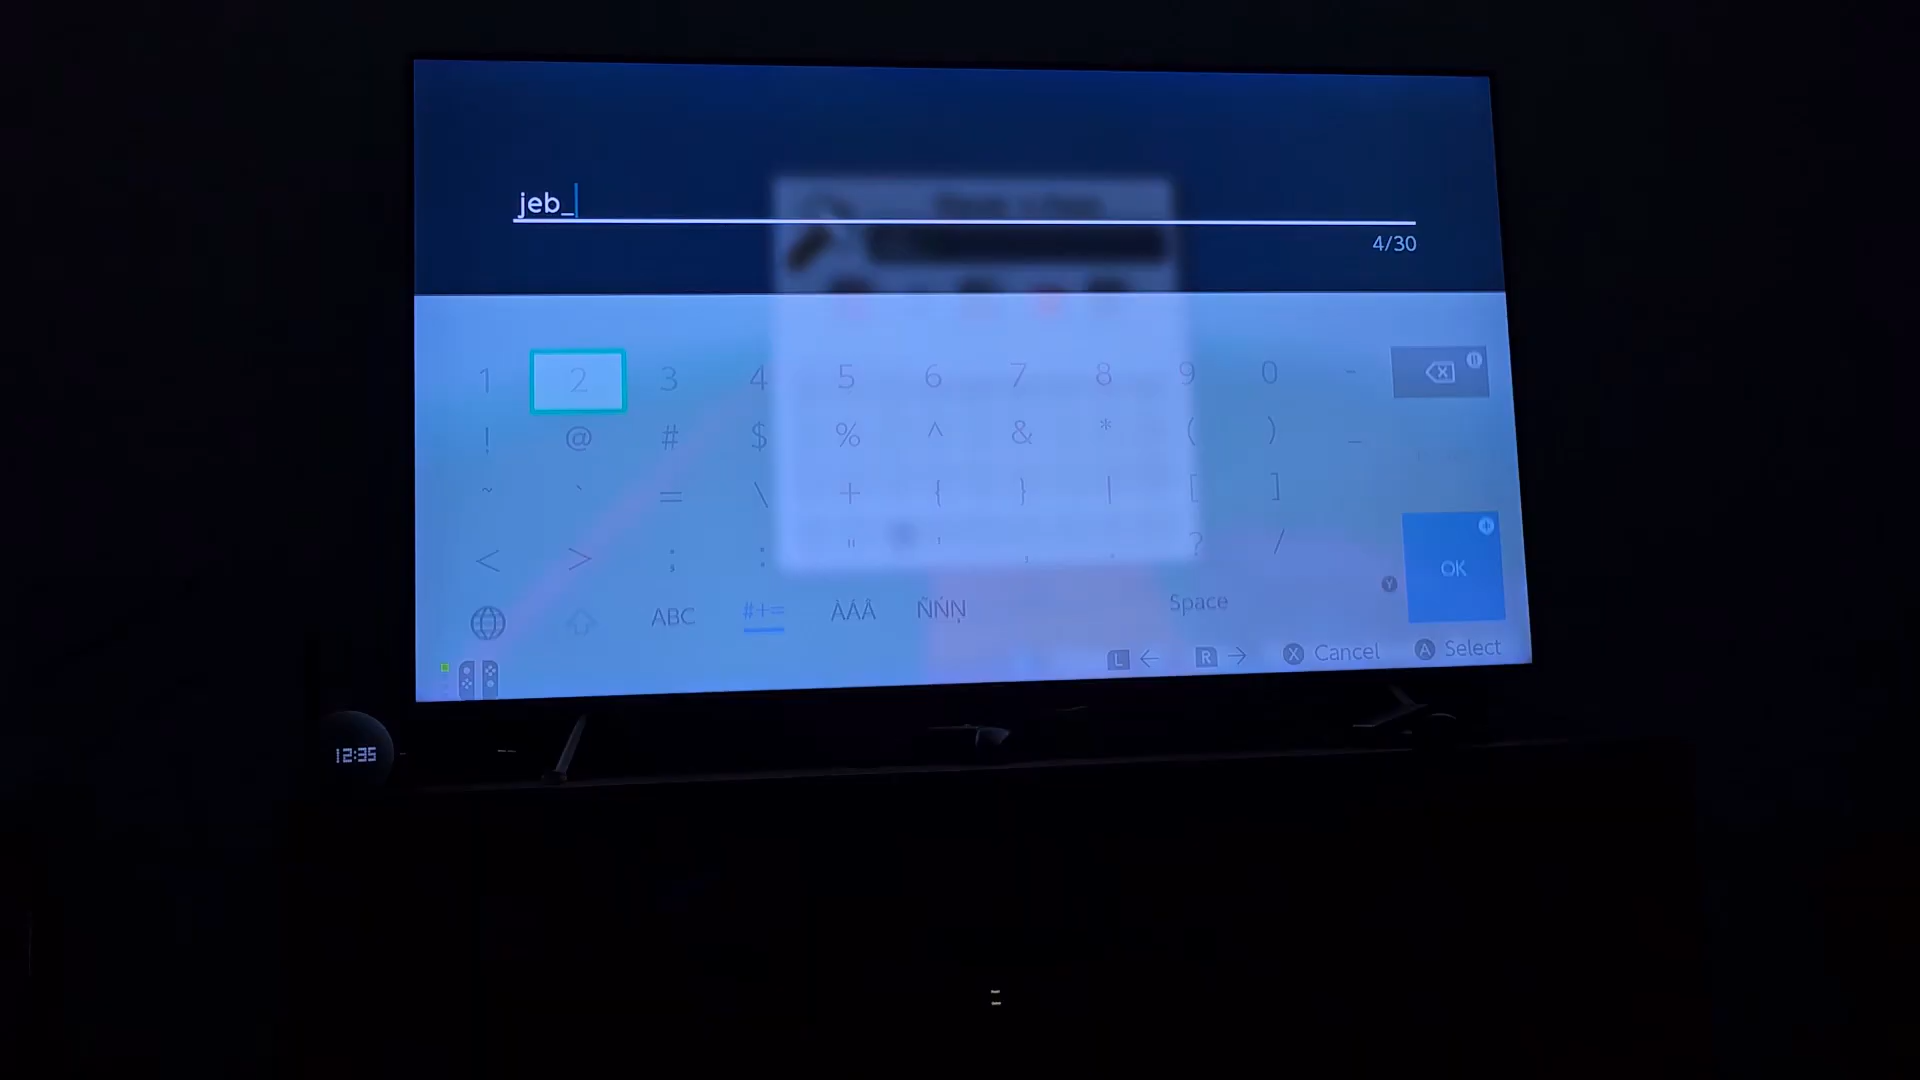 jeb_
4/30
1 2 3 4 5 6 7 8 9 0 -
! @ # $ % ^ & * ( ) _
~ ` = \ + { } | [ ]
< > ; : " ' , . ? /
ABC #+= ÀÁÂ ÑŃŅ Space
OK
Y
L ← R → X Cancel A Select
12:35